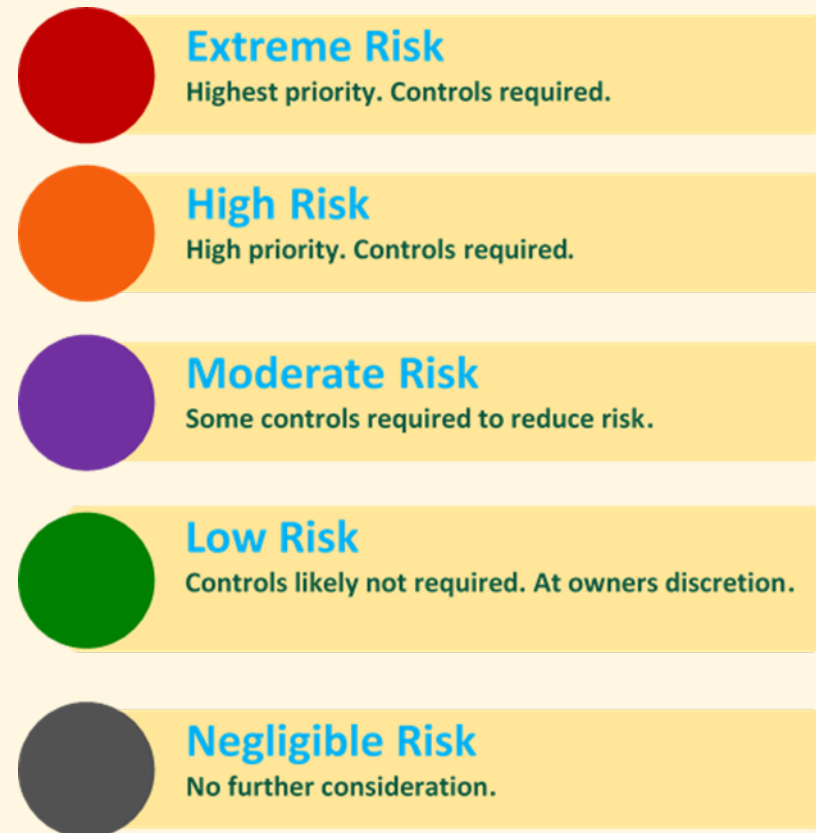 Extreme Risk
Highest priority. Controls required.
High Risk
High priority. Controls required.
Moderate Risk
Some controls required to reduce risk.
Low Risk
Controls likely not required. At owners discretion.
Negligible Risk
No further consideration.